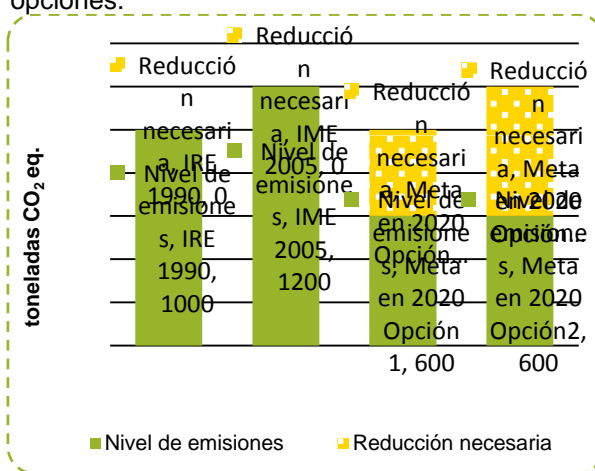 opciones:
toneladas CO2 eq.
Reducció
n
necesari
a, IRE
1990, 0
Nivel de
emisione
s, IRE
1990,
1000
Reducció
n
necesari
a, IME
2005, 0
Nivel de
emisione
s, IME
2005,
1200
Reducció
n
necesari
a, Meta
en 2020
Opción...
Nivel de
emisione
s, Meta
en 2020
Opción
1, 600
Reducció
n
necesari
a, Meta
en 2020
Opción...
Nivel de
emisione
s, Meta
en 2020
Opción2,
600
Nivel de emisiones
Reducción necesaria